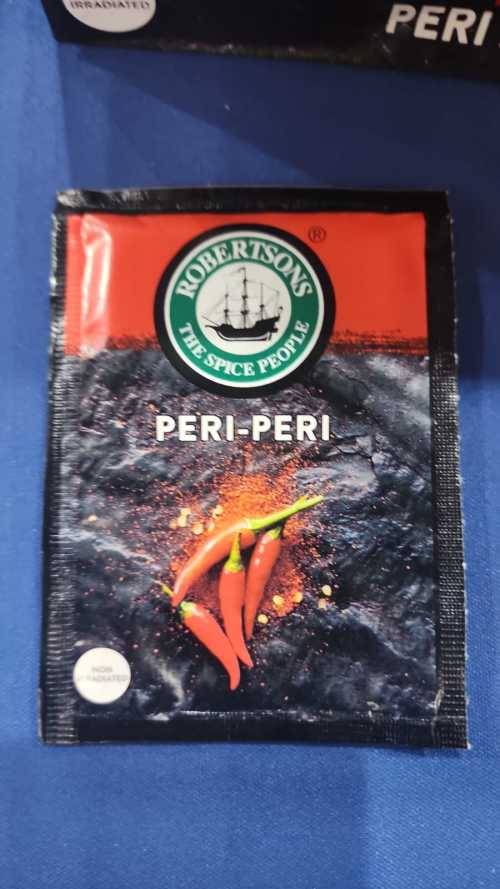 IRRADIATED
PERI
ROBERTSONS
®
THE SPICE PEOPLE
PERI-PERI
NON
IRRADIATED